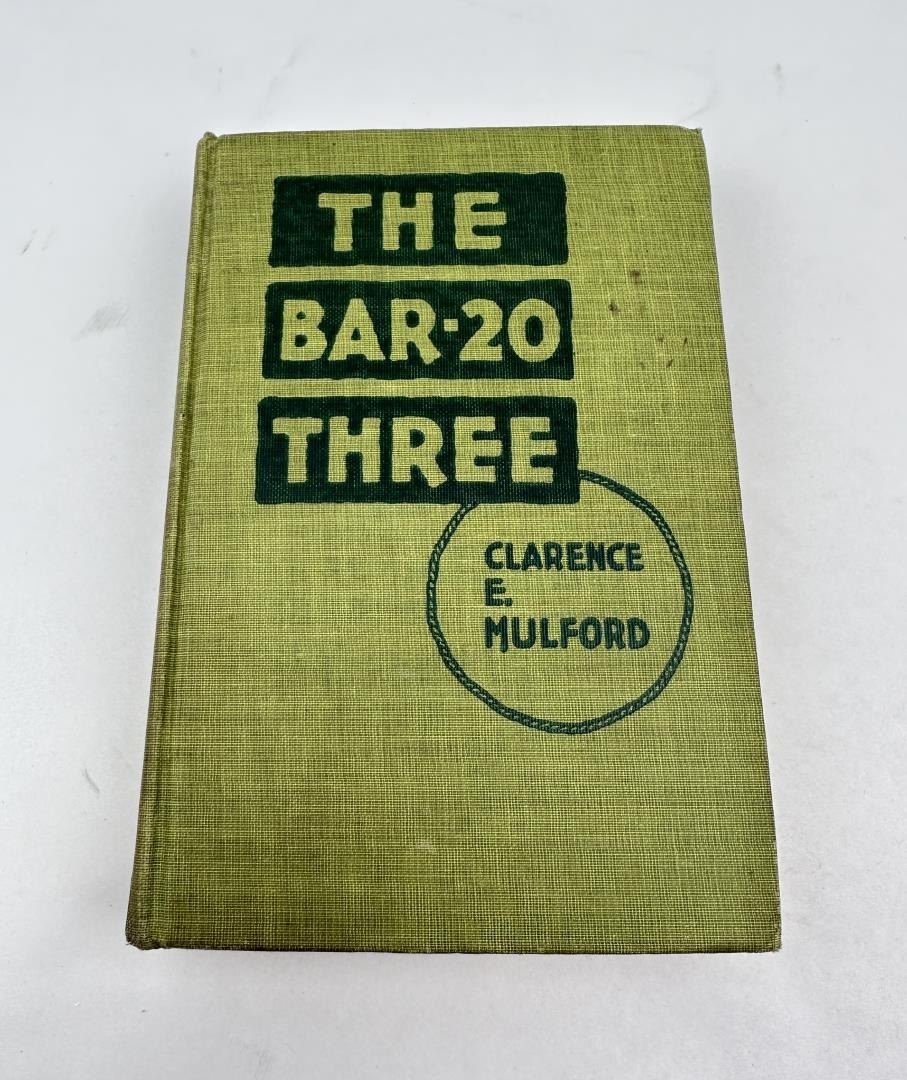 THE
BAR-20
THREE
CLARENCE
E.
MULFORD